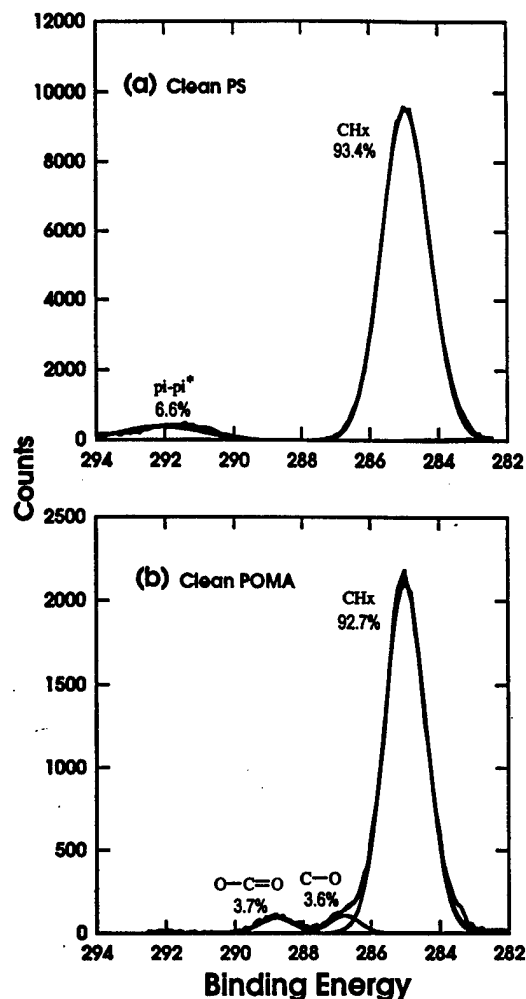 12000
(a) Clean PS
10000
CHx
93.4%
8000
6000
4000
2000
pi-pi*
6.6%
0
294 292 290 288 286 284 282
Counts
2500
(b) Clean POMA
2000
CHx
92.7%
1500
1000
500
O—C=O
3.7%
C—O
3.6%
0
294 292 290 288 286 284 282
Binding Energy